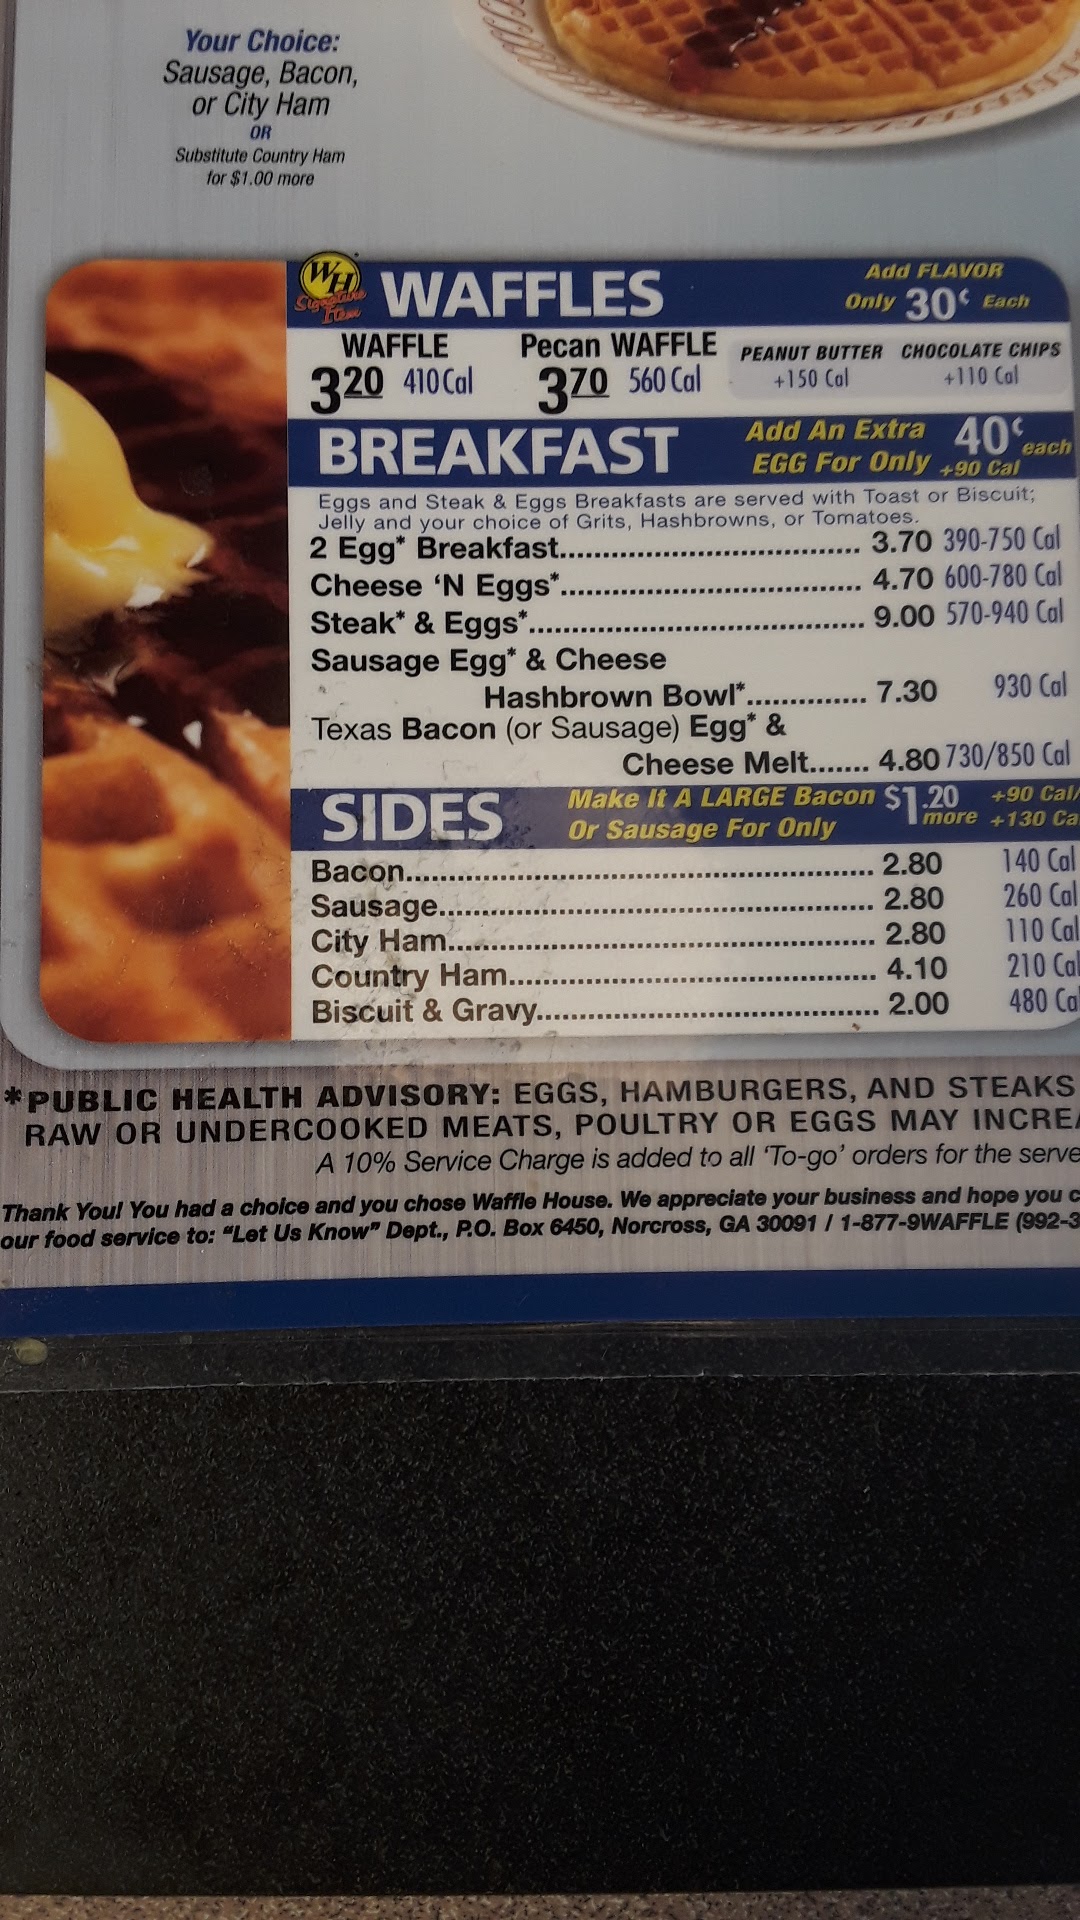 Your Choice:
Sausage, Bacon,
or City Ham
OR
Substitute Country Ham
for $1.00 more
WH
Signature
Item
WAFFLES
Add FLAVOR
Only 30¢ Each
WAFFLE
3.20 410 Cal
Pecan WAFFLE
3.70 560 Cal
PEANUT BUTTER
+150 Cal
CHOCOLATE CHIPS
+110 Cal
BREAKFAST
Add An Extra
EGG For Only
40¢ each
+90 Cal
Eggs and Steak & Eggs Breakfasts are served with Toast or Biscuit;
Jelly and your choice of Grits, Hashbrowns, or Tomatoes.
2 Egg* Breakfast.................................. 3.70 390-750 Cal
Cheese 'N Eggs*.................................. 4.70 600-780 Cal
Steak* & Eggs*..................................... 9.00 570-940 Cal
Sausage Egg* & Cheese
Hashbrown Bowl*.............. 7.30 930 Cal
Texas Bacon (or Sausage) Egg* &
Cheese Melt....... 4.80 730/850 Cal
SIDES
Make It A LARGE Bacon
Or Sausage For Only
$1.20
more
+90 Cal/
+130 Ca
Bacon..................................................... 2.80 140 Cal
Sausage................................................. 2.80 260 Cal
City Ham................................................ 2.80 110 Cal
Country Ham.......................................... 4.10 210 Cal
Biscuit & Gravy....................................... 2.00 480 Cal
*PUBLIC HEALTH ADVISORY: EGGS, HAMBURGERS, AND STEAKS
RAW OR UNDERCOOKED MEATS, POULTRY OR EGGS MAY INCREA
A 10% Service Charge is added to all 'To-go' orders for the serve
Thank You! You had a choice and you chose Waffle House. We appreciate your business and hope you c
our food service to: "Let Us Know" Dept., P.O. Box 6450, Norcross, GA 30091 / 1-877-9WAFFLE (992-3